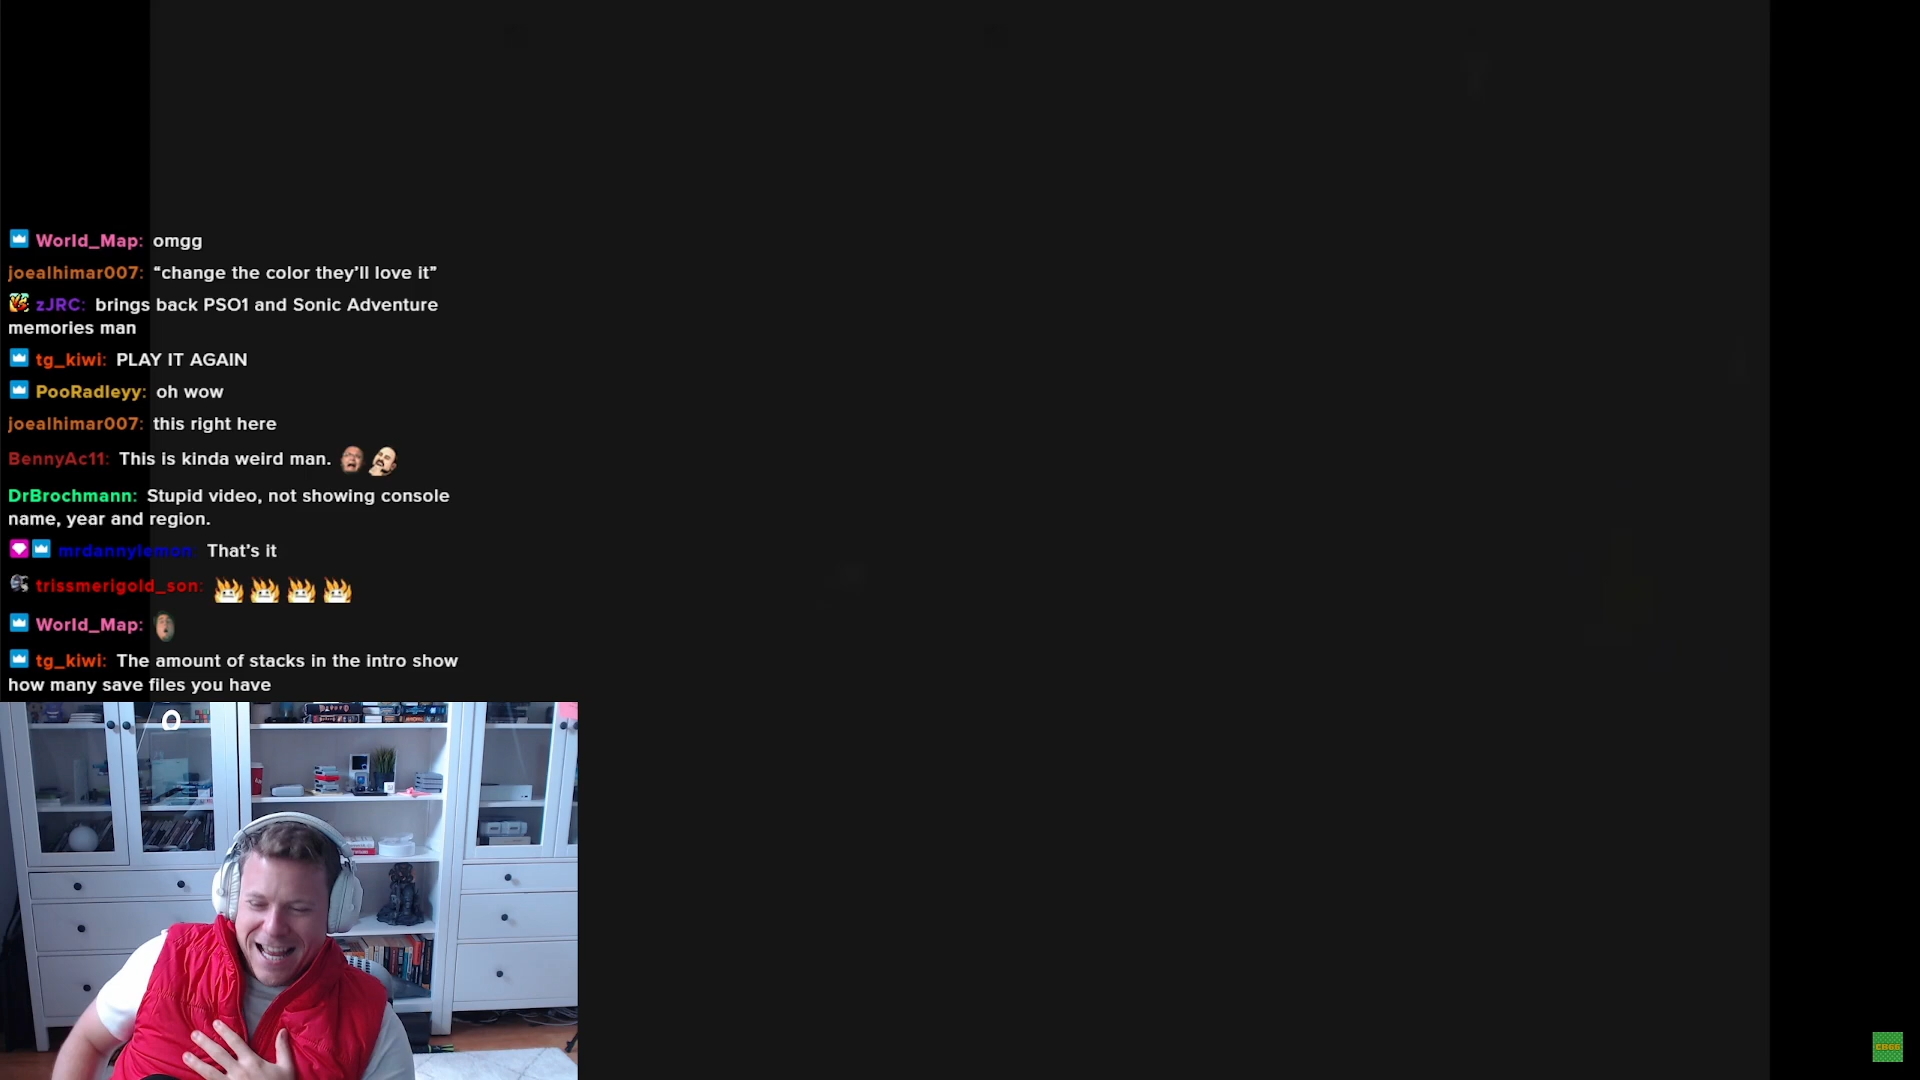 World_Map: omgg
joealhimar007: “change the color they’ll love it”
zJRC: brings back PSO1 and Sonic Adventure
memories man
tg_kiwi: PLAY IT AGAIN
PooRadleyy: oh wow
joealhimar007: this right here
BennyAc11: This is kinda weird man.
DrBrochmann: Stupid video, not showing console
name, year and region.
mrdannylemon: That’s it
trissmerigold_son:
World_Map:
tg_kiwi: The amount of stacks in the intro show
how many save files you have